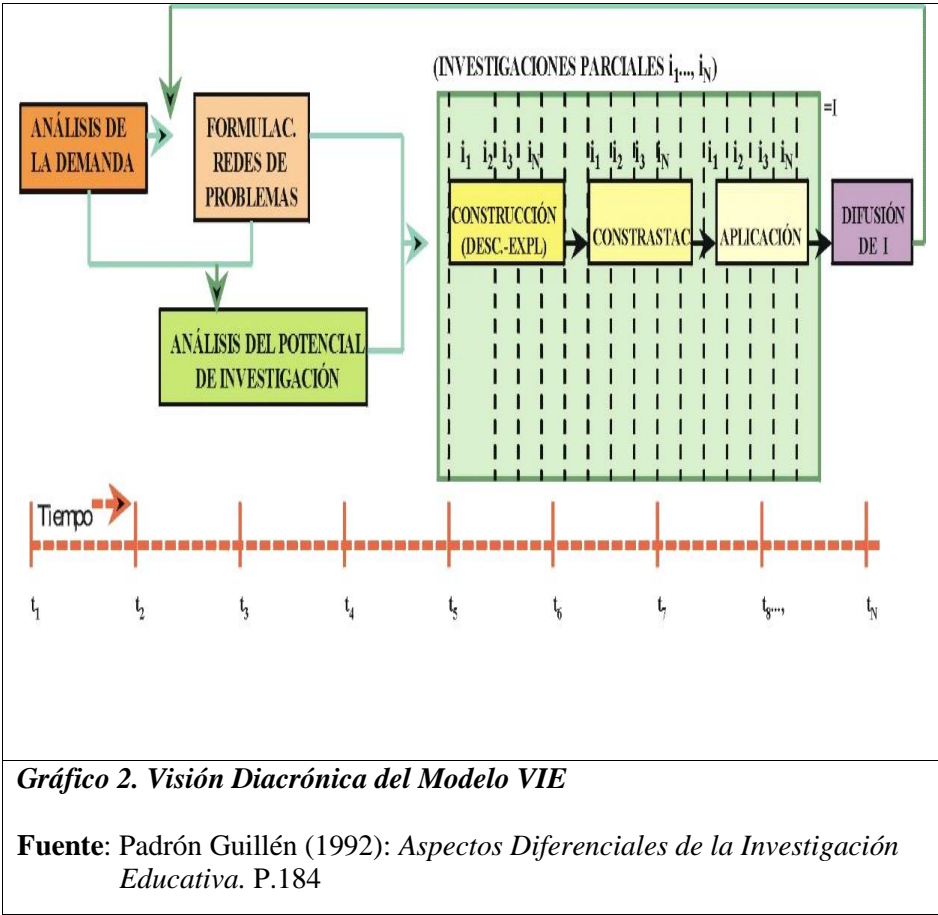 (INVESTIGACIONES PARCIALES i1..., iN)
=I
ANÁLISIS DE
LA DEMANDA
FORMULAC.
REDES DE
PROBLEMAS
i1 i2 i3 iN i1 i2 i3 iN i1 i2 i3 iN
CONSTRUCCIÓN
(DESC.-EXPL)
CONSTRASTAC
APLICACIÓN
DIFUSIÓN
DE I
ANÁLISIS DEL POTENCIAL
DE INVESTIGACIÓN
Tiempo
t1 t2 t3 t4 t5 t6 t7 t8..., tN
Gráfico 2. Visión Diacrónica del Modelo VIE
Fuente: Padrón Guillén (1992): Aspectos Diferenciales de la Investigación
Educativa. P.184